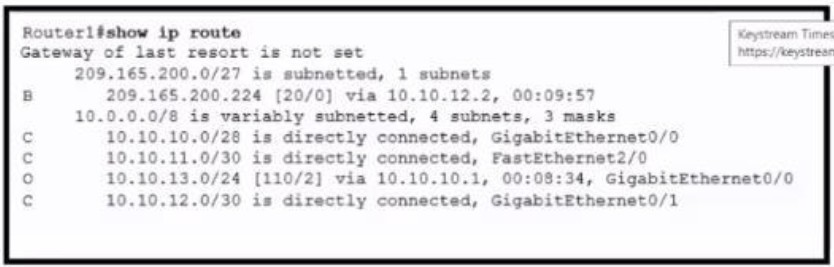 Router1#show ip route
Gateway of last resort is not set
209.165.200.0/27 is subnetted, 1 subnets
B 209.165.200.224 [20/0] via 10.10.12.2, 00:09:57
10.0.0.0/8 is variably subnetted, 4 subnets, 3 masks
C 10.10.10.0/28 is directly connected, GigabitEthernet0/0
C 10.10.11.0/30 is directly connected, FastEthernet2/0
O 10.10.13.0/24 [110/2] via 10.10.10.1, 00:08:34, GigabitEthernet0/0
C 10.10.12.0/30 is directly connected, GigabitEthernet0/1
Keystream Times
https://keystrean